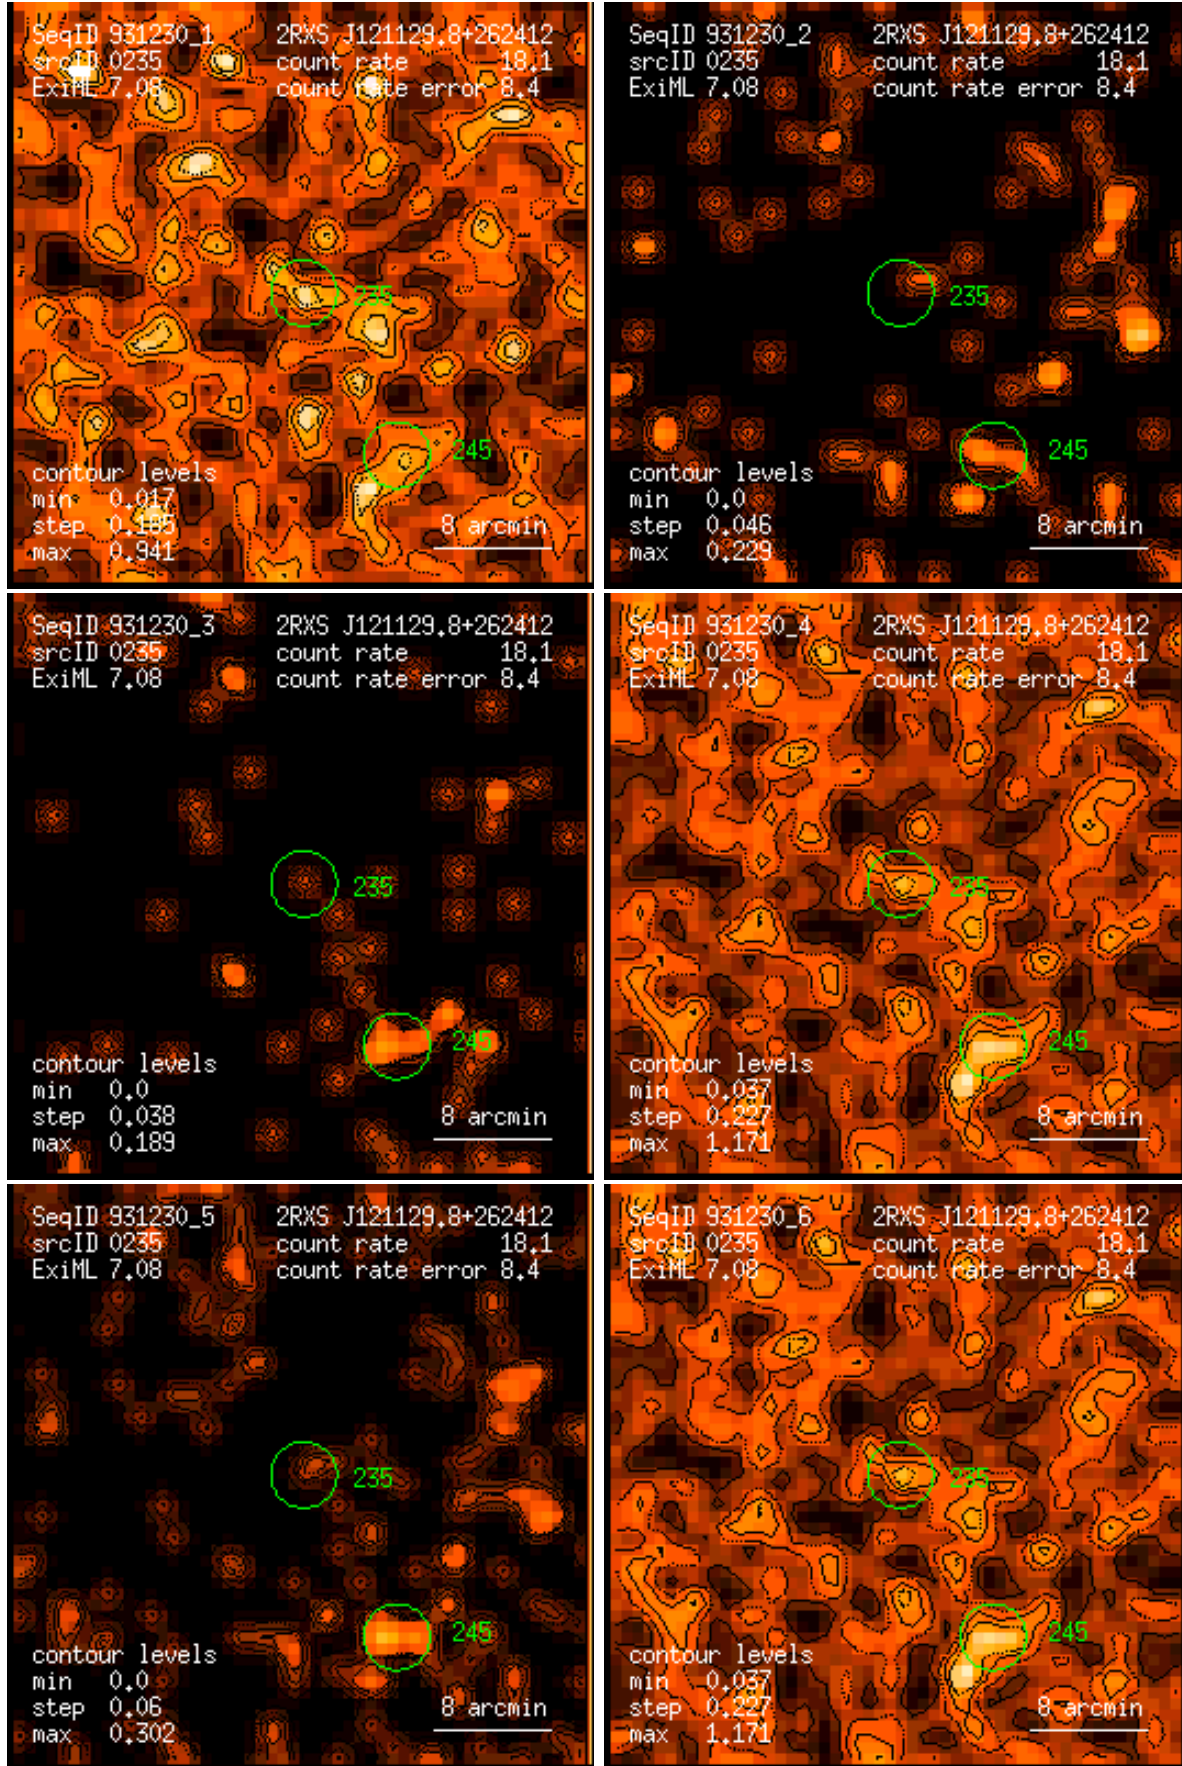 SeqID 931230_1 2RXS J121129.8+262412
srcID 0235 count rate 18.1
ExiML 7.08 count rate error 8.4
235
245
contour levels
min 0.017
step 0.185
max 0.941
8 arcmin
SeqID 931230_2 2RXS J121129.8+262412
srcID 0235 count rate 18.1
ExiML 7.08 count rate error 8.4
235
245
contour levels
min 0.0
step 0.046
max 0.229
8 arcmin
SeqID 931230_3 2RXS J121129.8+262412
srcID 0235 count rate 18.1
ExiML 7.08 count rate error 8.4
235
245
contour levels
min 0.0
step 0.038
max 0.189
8 arcmin
SeqID 931230_4 2RXS J121129.8+262412
srcID 0235 count rate 18.1
ExiML 7.08 count rate error 8.4
235
245
contour levels
min 0.037
step 0.227
max 1.171
8 arcmin
SeqID 931230_5 2RXS J121129.8+262412
srcID 0235 count rate 18.1
ExiML 7.08 count rate error 8.4
235
245
contour levels
min 0.0
step 0.06
max 0.302
8 arcmin
SeqID 931230_6 2RXS J121129.8+262412
srcID 0235 count rate 18.1
ExiML 7.08 count rate error 8.4
235
245
contour levels
min 0.037
step 0.227
max 1.171
8 arcmin